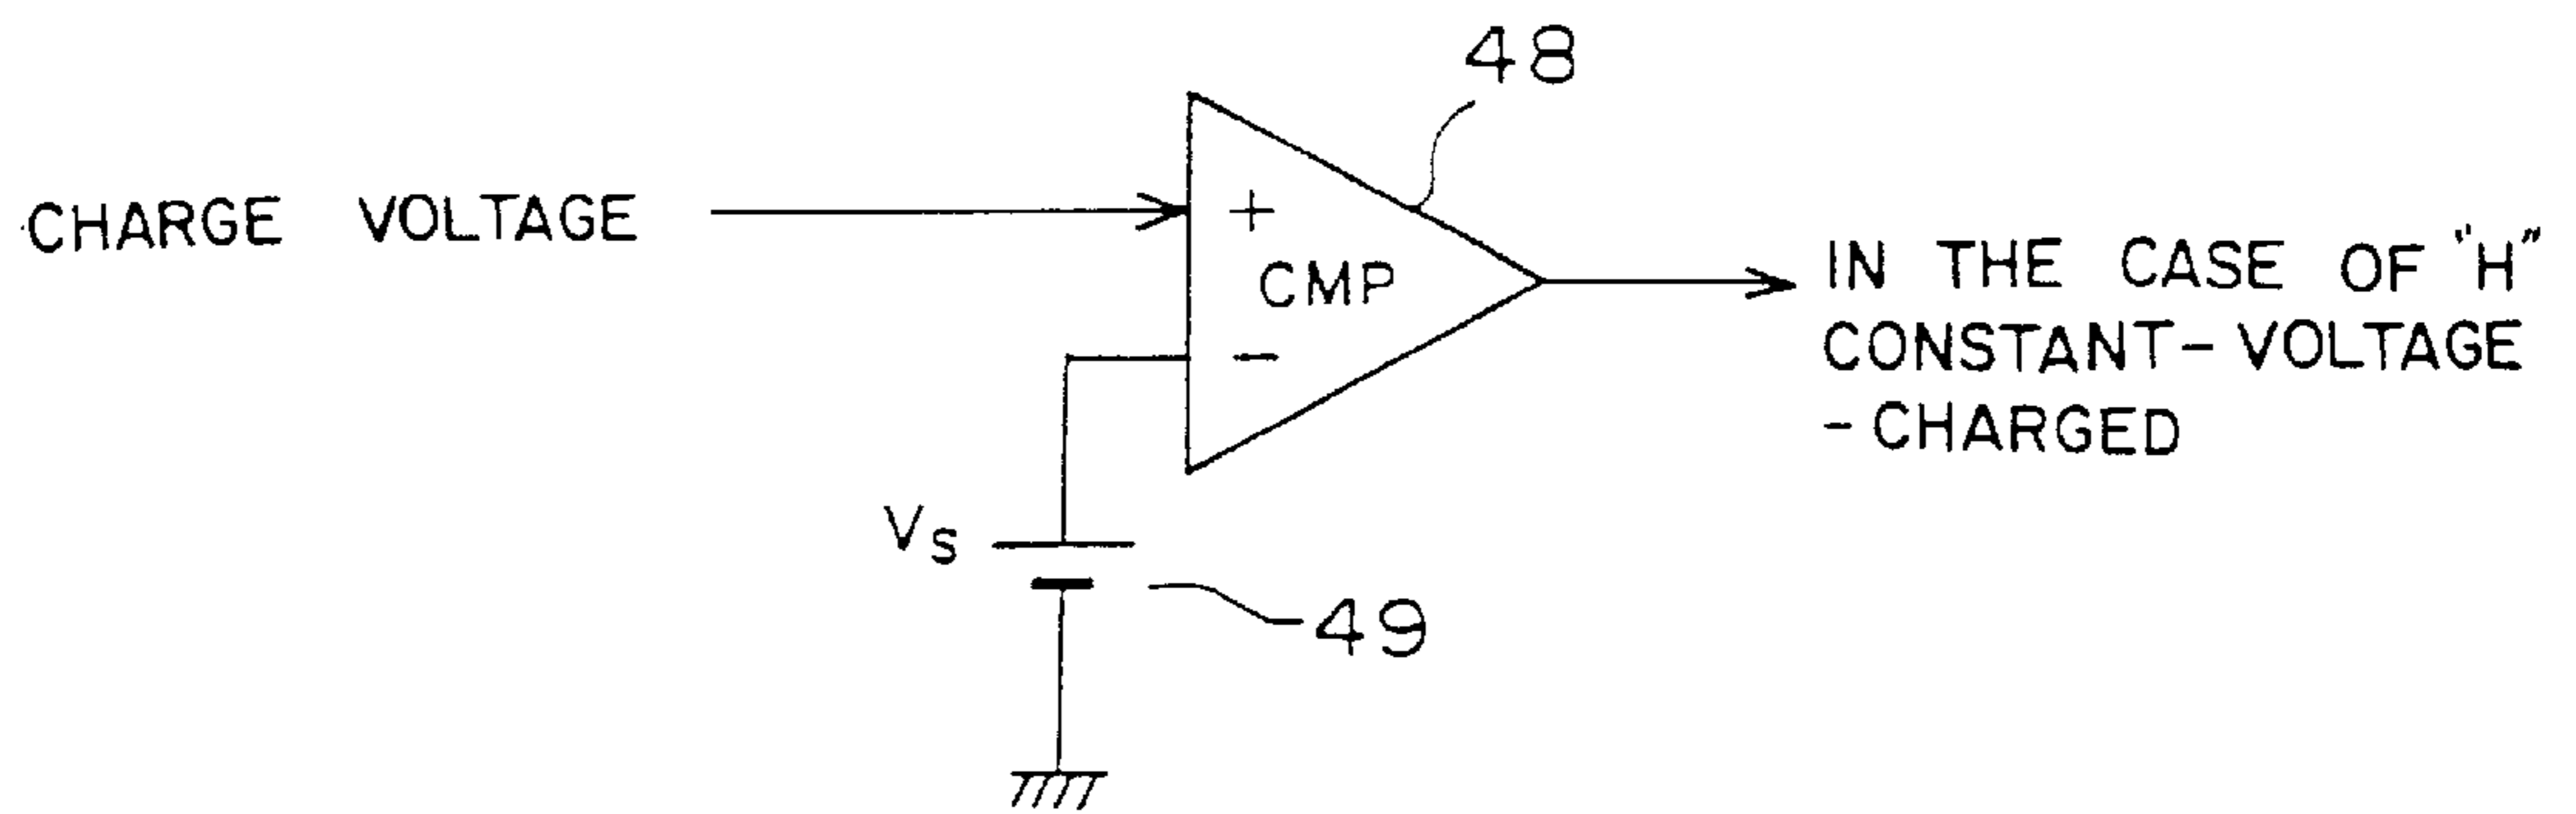 48
CHARGE VOLTAGE
+
CMP
−
IN THE CASE OF "H"
CONSTANT-VOLTAGE
-CHARGED
Vs
49